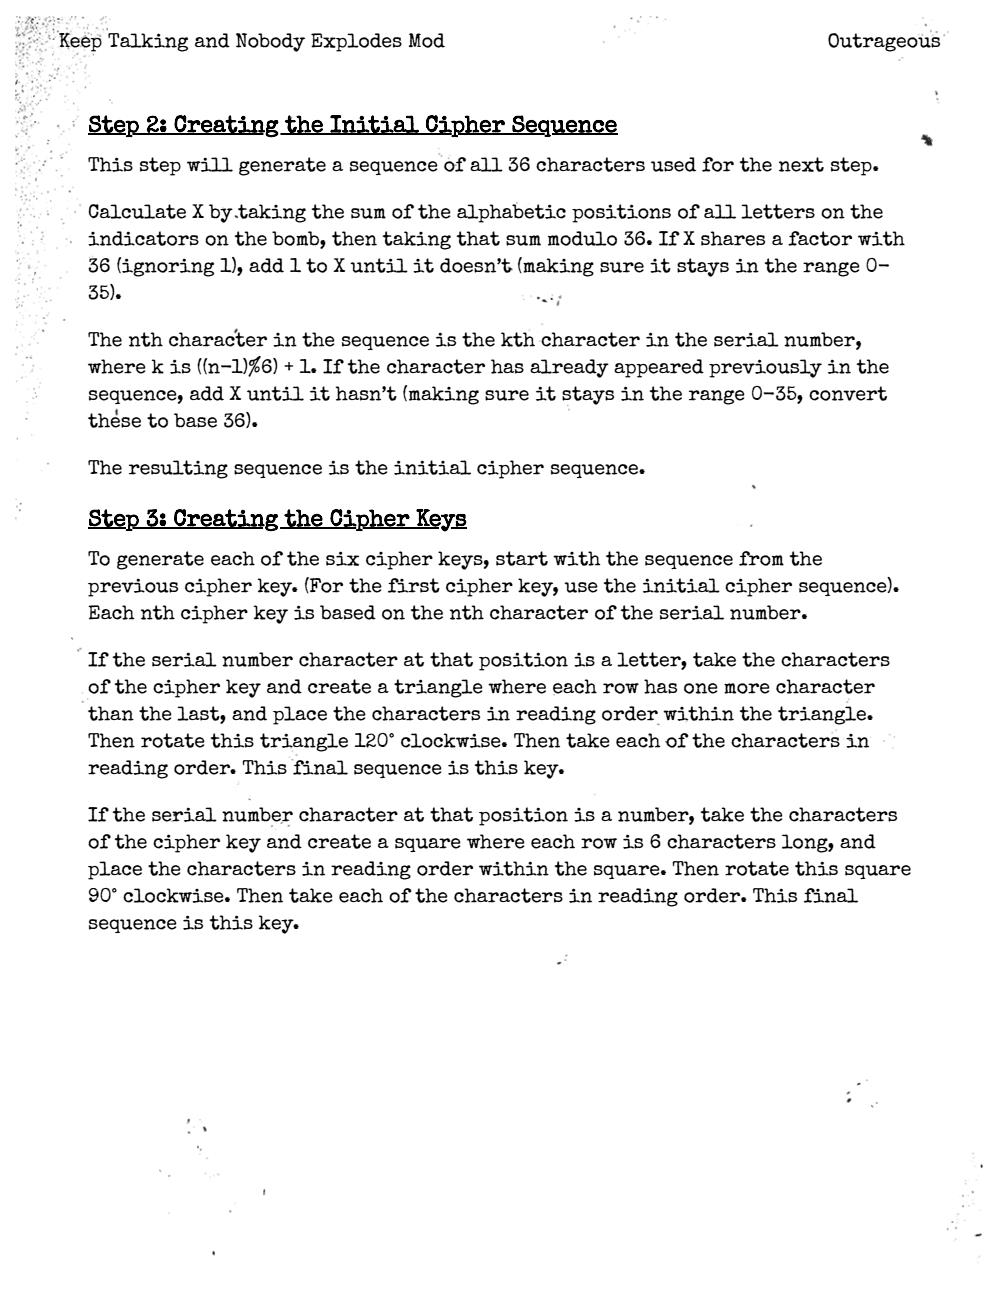 Keep Talking and Nobody Explodes Mod
Outrageous
Step 2: Creating the Initial Cipher Sequence
This step will generate a sequence of all 36 characters used for the next step.
Calculate X by taking the sum of the alphabetic positions of all letters on the
indicators on the bomb, then taking that sum modulo 36. If X shares a factor with
36 (ignoring 1), add 1 to X until it doesn't (making sure it stays in the range 0-
35).
The nth character in the sequence is the kth character in the serial number,
where k is ((n-1)%6) + 1. If the character has already appeared previously in the
sequence, add X until it hasn't (making sure it stays in the range 0-35, convert
these to base 36).
The resulting sequence is the initial cipher sequence.
Step 3: Creating the Cipher Keys
To generate each of the six cipher keys, start with the sequence from the
previous cipher key. (For the first cipher key, use the initial cipher sequence).
Each nth cipher key is based on the nth character of the serial number.
If the serial number character at that position is a letter, take the characters
of the cipher key and create a triangle where each row has one more character
than the last, and place the characters in reading order within the triangle.
Then rotate this triangle 120° clockwise. Then take each of the characters in
reading order. This final sequence is this key.
If the serial number character at that position is a number, take the characters
of the cipher key and create a square where each row is 6 characters long, and
place the characters in reading order within the square. Then rotate this square
90° clockwise. Then take each of the characters in reading order. This final
sequence is this key.